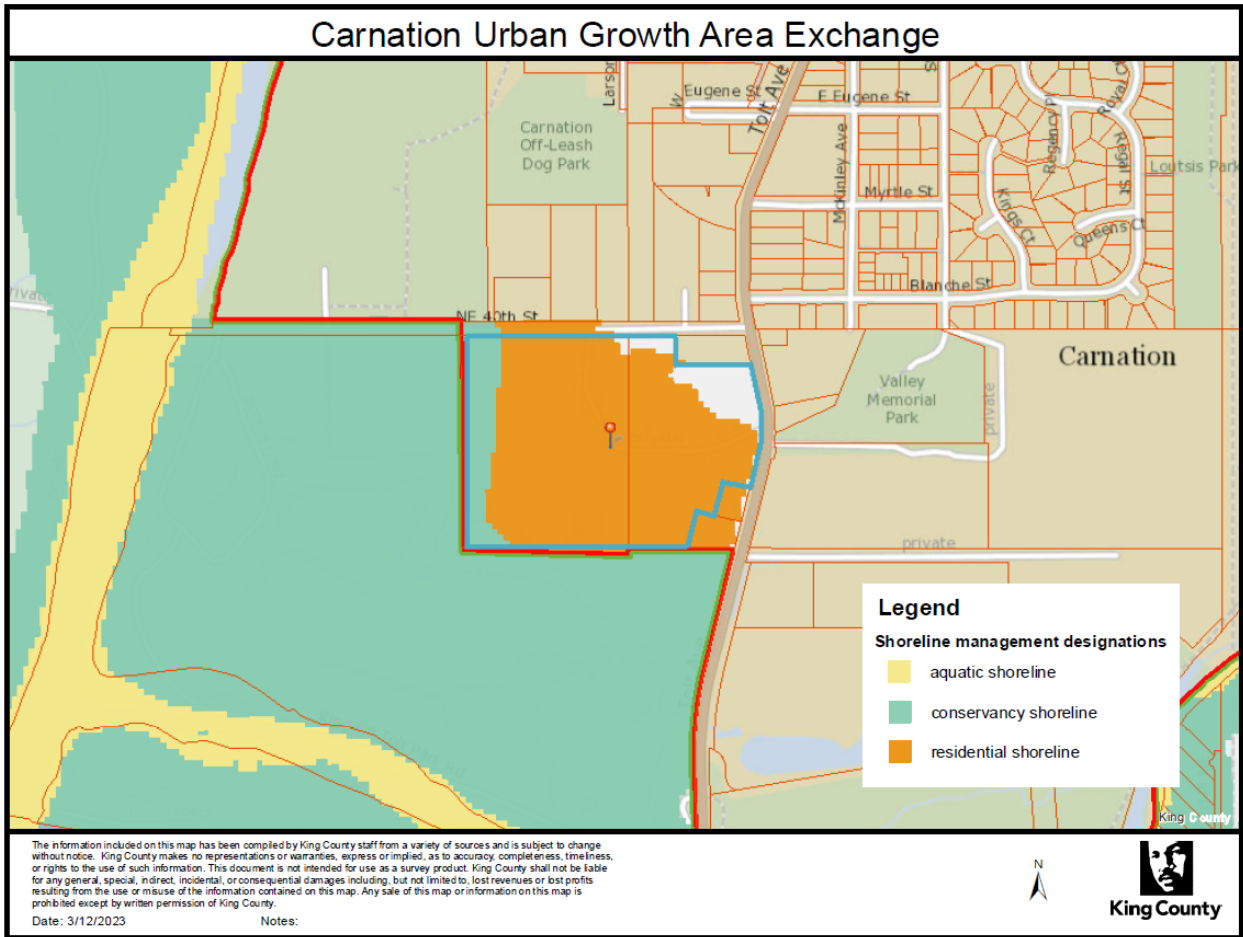 Carnation Urban Growth Area Exchange
Larson
W
Eugene St
E Eugene St
Tolt Ave
Carnation
Off-Leash
Dog Park
McKinley Ave
Regency Pl
Royal Ct
Regal St
Loutsis Park
Myrtle St
Kings Ct
Queens Ct
Blanche St
private
NE 40th St
Carnation
Valley
Memorial
Park
private
private
Legend
Shoreline management designations
aquatic shoreline
conservancy shoreline
residential shoreline
King County
The information included on this map has been compiled by King County staff from a variety of sources and is subject to change
without notice. King County makes no representations or warranties, express or implied, as to accuracy, completeness, timeliness,
or rights to the use of such information. This document is not intended for use as a survey product. King County shall not be liable
for any general, special, indirect, incidental, or consequential damages including, but not limited to, lost revenues or lost profits
resulting from the use or misuse of the information contained on this map. Any sale of this map or information on this map is
prohibited except by written permission of King County.
Date: 3/12/2023
Notes:
N
King County